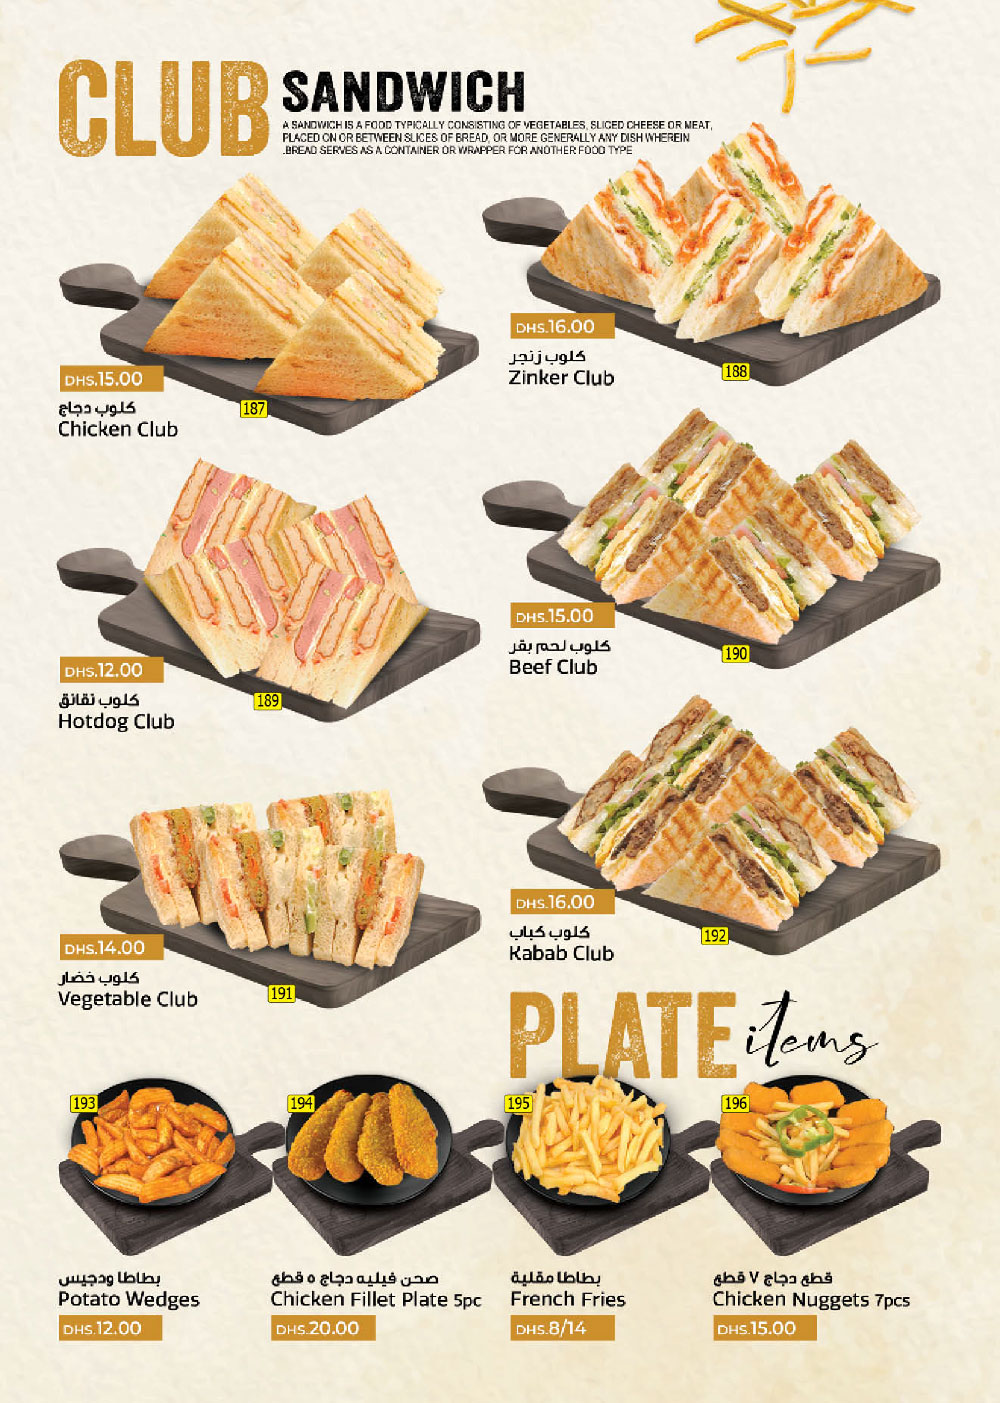 CLUB SANDWICH
A SANDWICH IS A FOOD TYPICALLY CONSISTING OF VEGETABLES, SLICED CHEESE OR MEAT,
PLACED ON OR BETWEEN SLICES OF BREAD, OR MORE GENERALLY ANY DISH WHEREIN
.BREAD SERVES AS A CONTAINER OR WRAPPER FOR ANOTHER FOOD TYPE
DHS.15.00
187
كلوب دجاج
Chicken Club
DHS.16.00
188
كلوب زنجر
Zinker Club
DHS.12.00
189
كلوب نقانق
Hotdog Club
DHS.15.00
190
كلوب لحم بقر
Beef Club
DHS.14.00
191
كلوب خضار
Vegetable Club
DHS.16.00
192
كلوب كباب
Kabab Club
PLATE items
193
بطاطا ودجيس
Potato Wedges
DHS.12.00
194
صحن فيليه دجاج ٥ قطع
Chicken Fillet Plate 5pc
DHS.20.00
195
بطاطا مقلية
French Fries
DHS.8/14
196
قطع دجاج ٧ قطع
Chicken Nuggets 7pcs
DHS.15.00